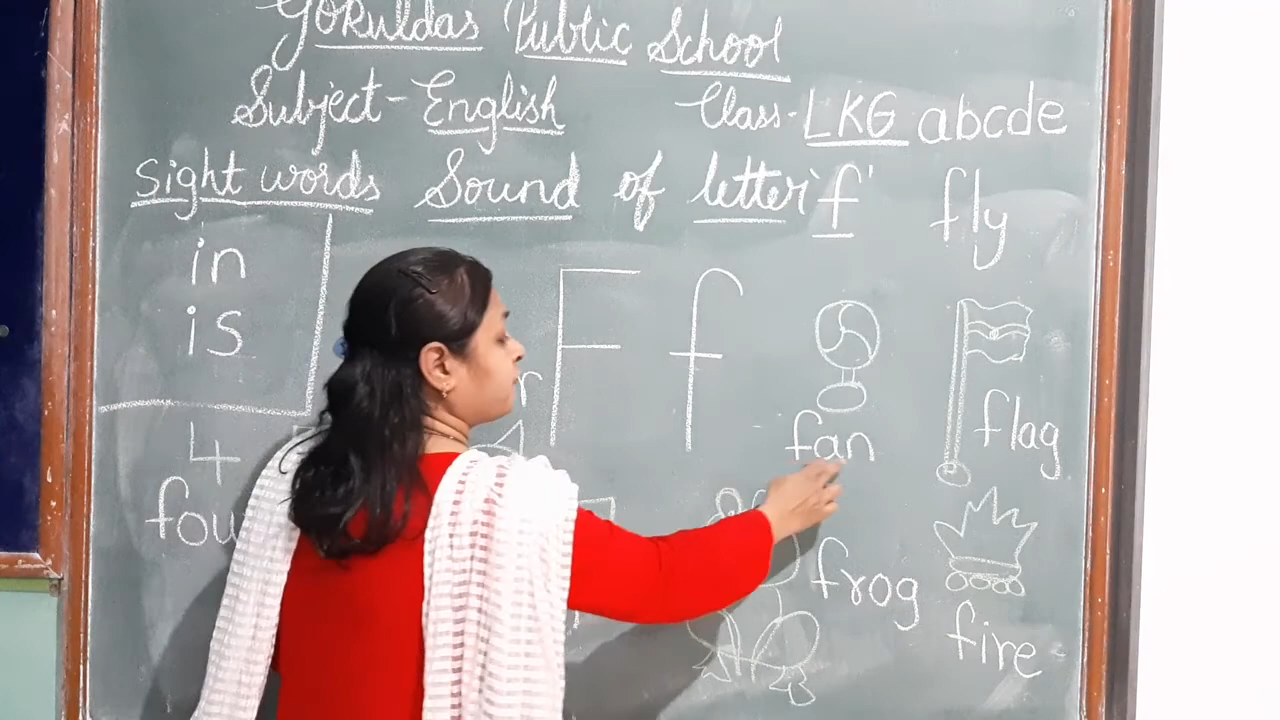 Gokuldas Public School
Subject - English Class - LKG abcde
Sight words Sound of letter 'f' fly
in
is
F f
4
fan
flag
frog
fire